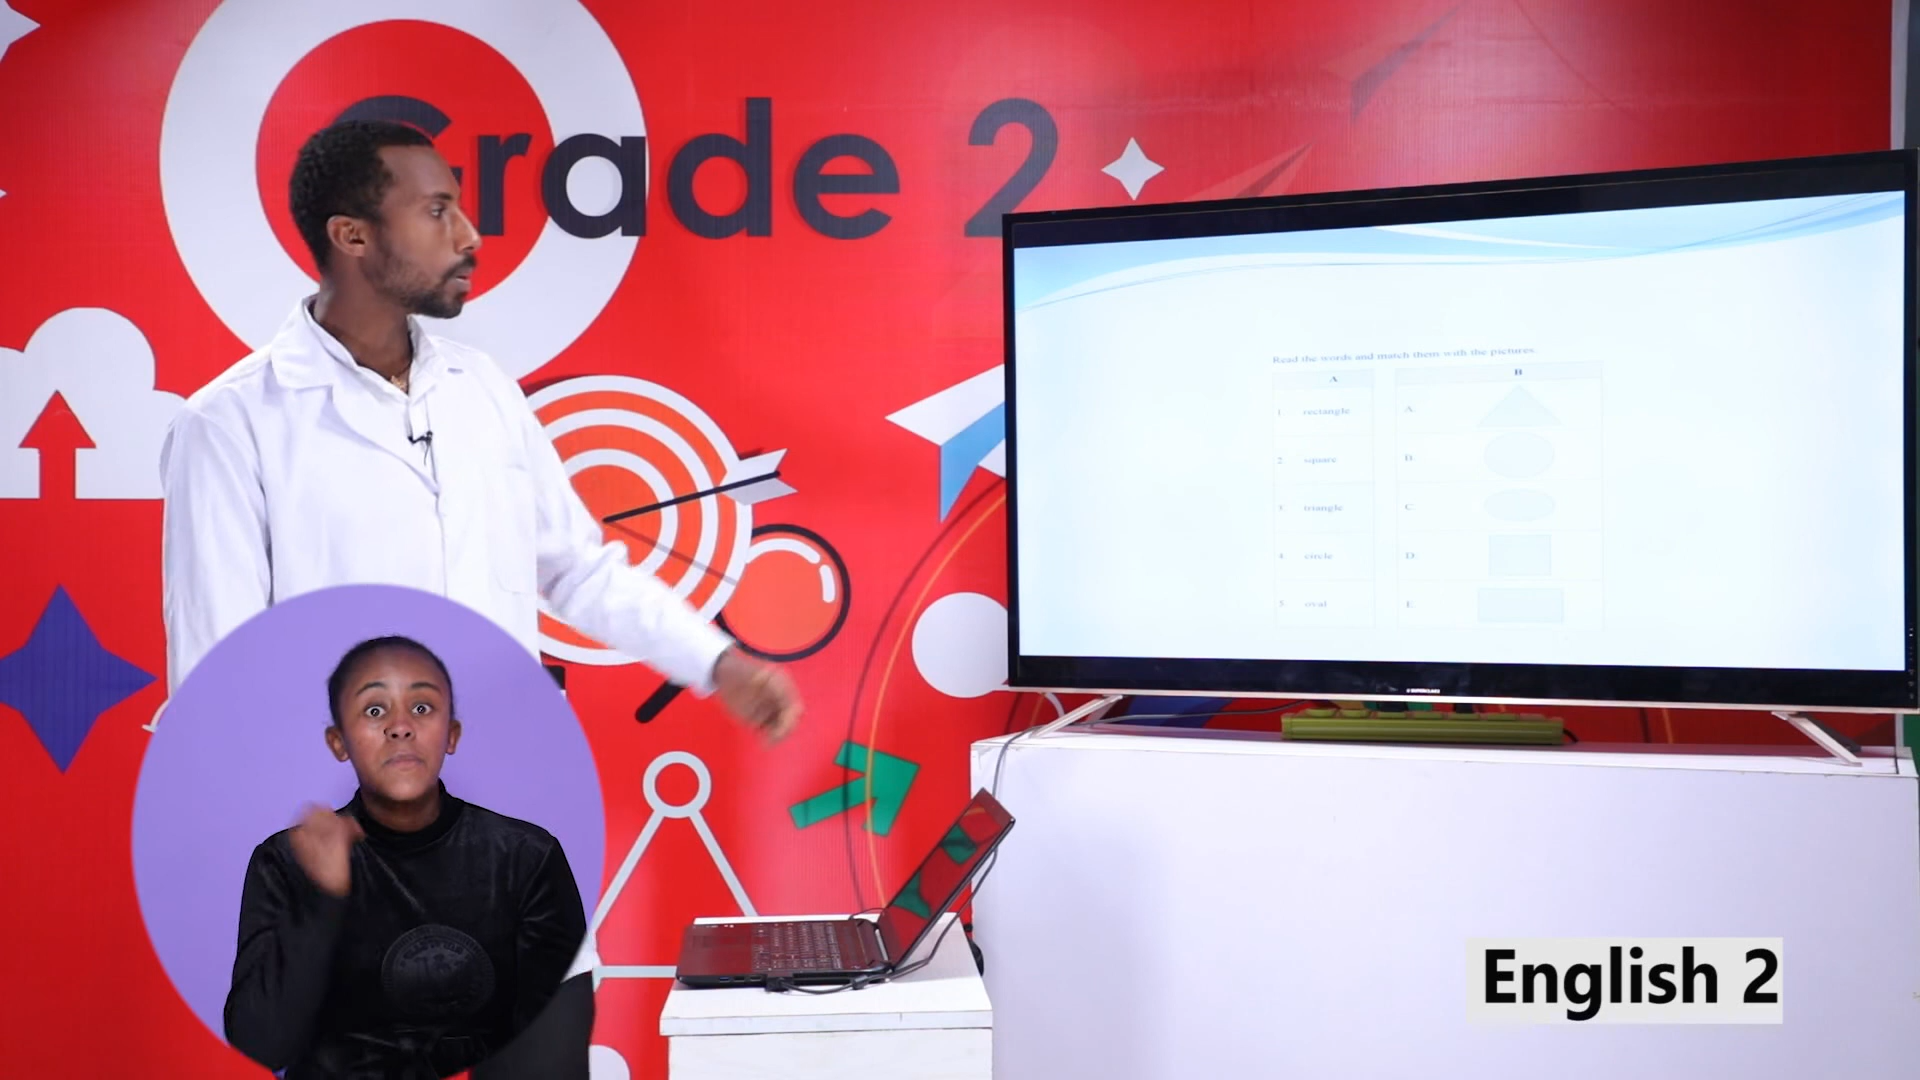 Grade 2
Read the words and match them with the pictures.
A B
1 rectangle A.
2 square B.
3. triangle C
4. circle D.
5. oval E
English 2